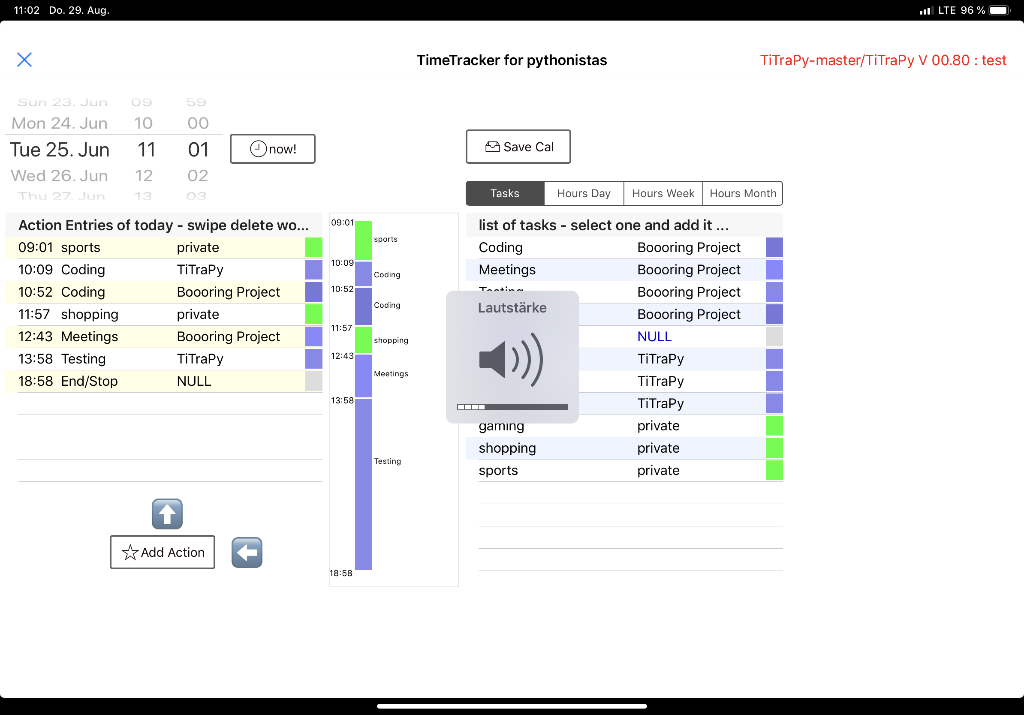 11:02 Do. 29. Aug.
LTE 96 %
TimeTracker for pythonistas
TiTraPy-master/TiTraPy V 00.80 : test
Sun 23. Jun 09 59
Mon 24. Jun 10 00
Tue 25. Jun 11 01
Wed 26. Jun 12 02
Thu 27. Jun 13 03
now!
Save Cal
Tasks Hours Day Hours Week Hours Month
Action Entries of today - swipe delete wo...
09:01 sports private
10:09 Coding TiTraPy
10:52 Coding Boooring Project
11:57 shopping private
12:43 Meetings Boooring Project
13:58 Testing TiTraPy
18:58 End/Stop NULL
Add Action
09:01
sports
10:09
Coding
10:52
Coding
11:57
shopping
12:43
Meetings
13:58
Testing
18:58
list of tasks - select one and add it ...
Coding Boooring Project
Meetings Boooring Project
Testing Boooring Project
Boooring Project
NULL
TiTraPy
TiTraPy
TiTraPy
gaming private
shopping private
sports private
Lautstärke